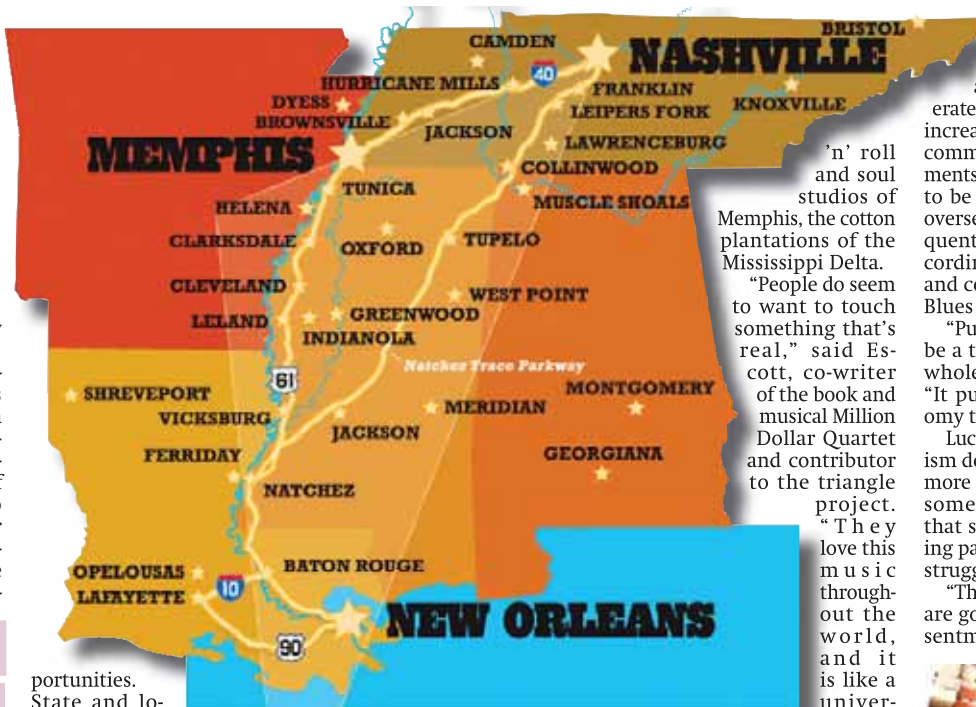 BRISTOL
CAMDEN
NASHVILLE
HURRICANE MILLS
40
FRANKLIN
DYESS
KNOXVILLE
LEIPERS FORK
BROWNSVILLE
JACKSON
LAWRENCEBURG
MEMPHIS
COLLINWOOD
TUNICA
MUSCLE SHOALS
HELENA
CLARKSDALE
OXFORD
TUPELO
CLEVELAND
WEST POINT
LELAND
GREENWOOD
INDIANOLA
Natchez Trace Parkway
61
SHREVEPORT
MONTGOMERY
VICKSBURG
MERIDIAN
JACKSON
FERRIDAY
GEORGIANA
NATCHEZ
OPELOUSAS
BATON ROUGE
10
LAFAYETTE
NEW ORLEANS
90
portunities.
State and lo-
'n' roll
and soul
studios of
Memphis, the cotton
plantations of the
Mississippi Delta.
"People do seem
to want to touch
something that's
real," said Es-
cott, co-writer
of the book and
musical Million
Dollar Quartet
and contributor
to the triangle
project.
"They
love this
music
through-
out the
world,
and it
is like a
univer-
erate
increa
comm
ments
to be
overse
quent
cordin
and co
Blues
"Pu
be a t
whole
"It pu
omy t
Luc
ism de
more
some
that s
ing pa
strugg
"Th
are go
sentm